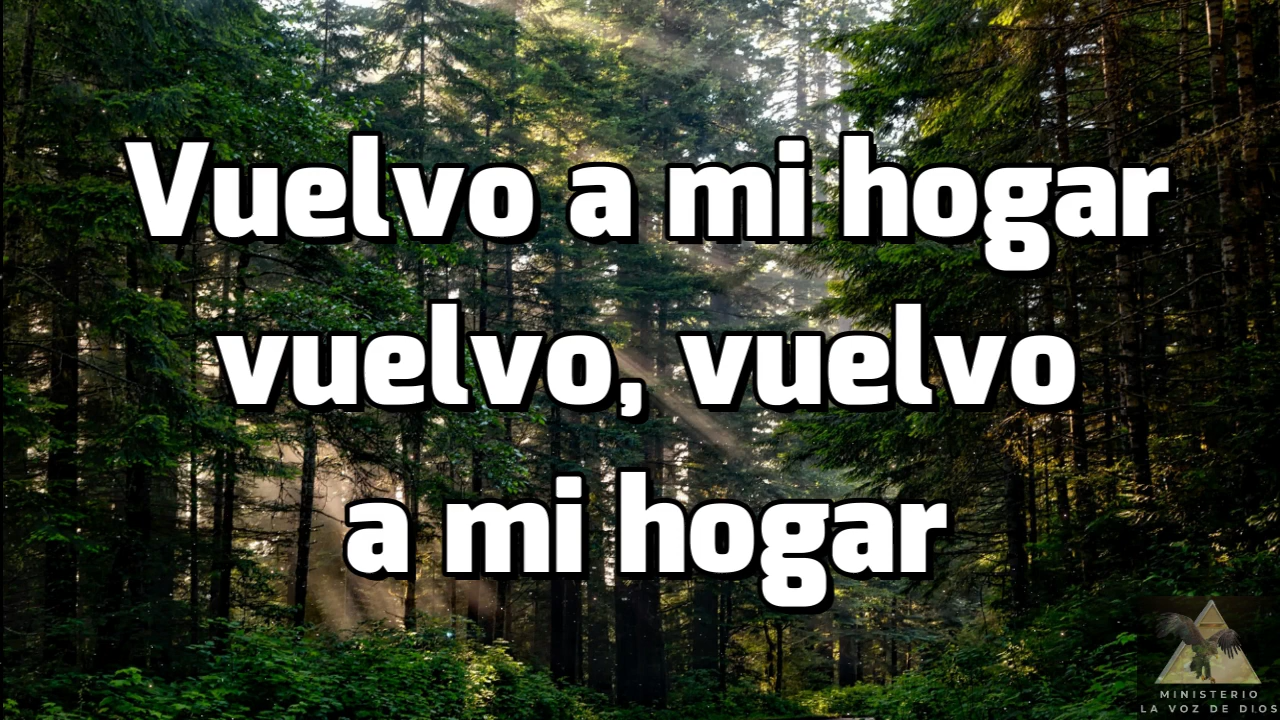 Vuelvo a mi hogar
vuelvo, vuelvo
a mi hogar
MINISTERIO
LA VOZ DE DIOS